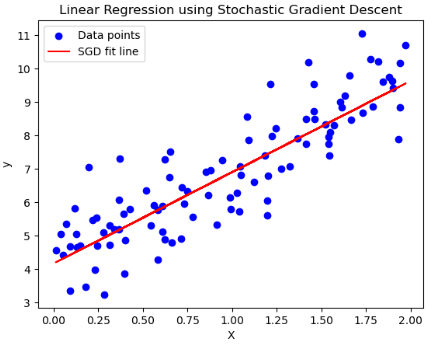 Linear Regression using Stochastic Gradient Descent
Data points
SGD fit line
11
10
9
8
7
6
5
4
3
y
0.00 0.25 0.50 0.75 1.00 1.25 1.50 1.75 2.00
X